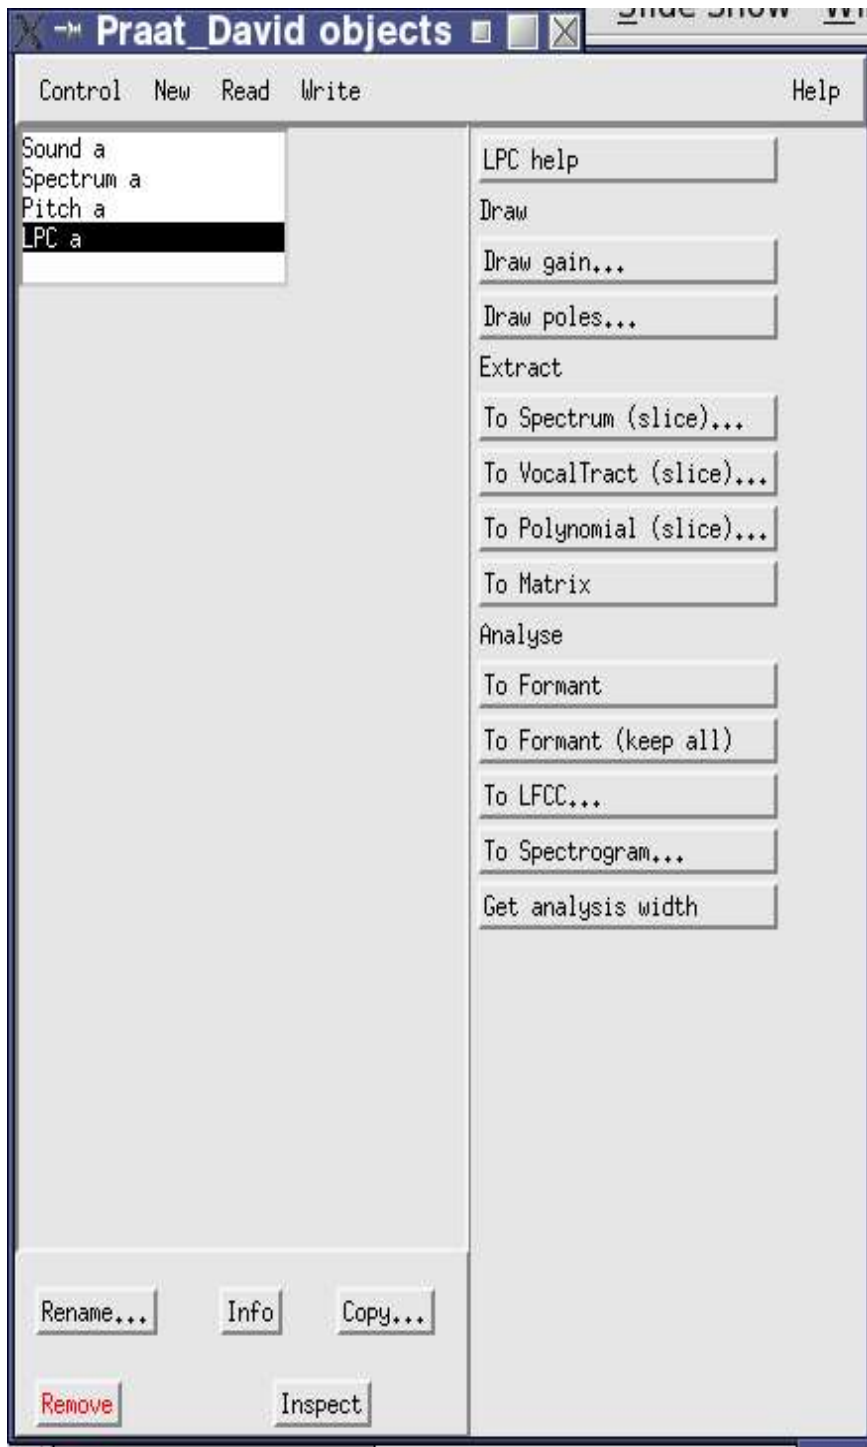 Praat_David objects
Control New Read Write Help
Sound a
Spectrum a
Pitch a
LPC a
LPC help
Draw
Draw gain...
Draw poles...
Extract
To Spectrum (slice)...
To VocalTract (slice)...
To Polynomial (slice)...
To Matrix
Analyse
To Formant
To Formant (keep all)
To LFCC...
To Spectrogram...
Get analysis width
Rename... Info Copy...
Remove Inspect